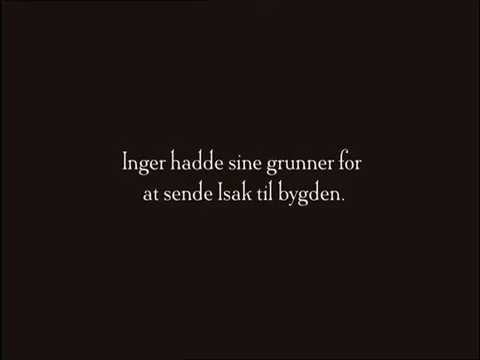 Inger hadde sine grunner for
at sende Isak til bygden.